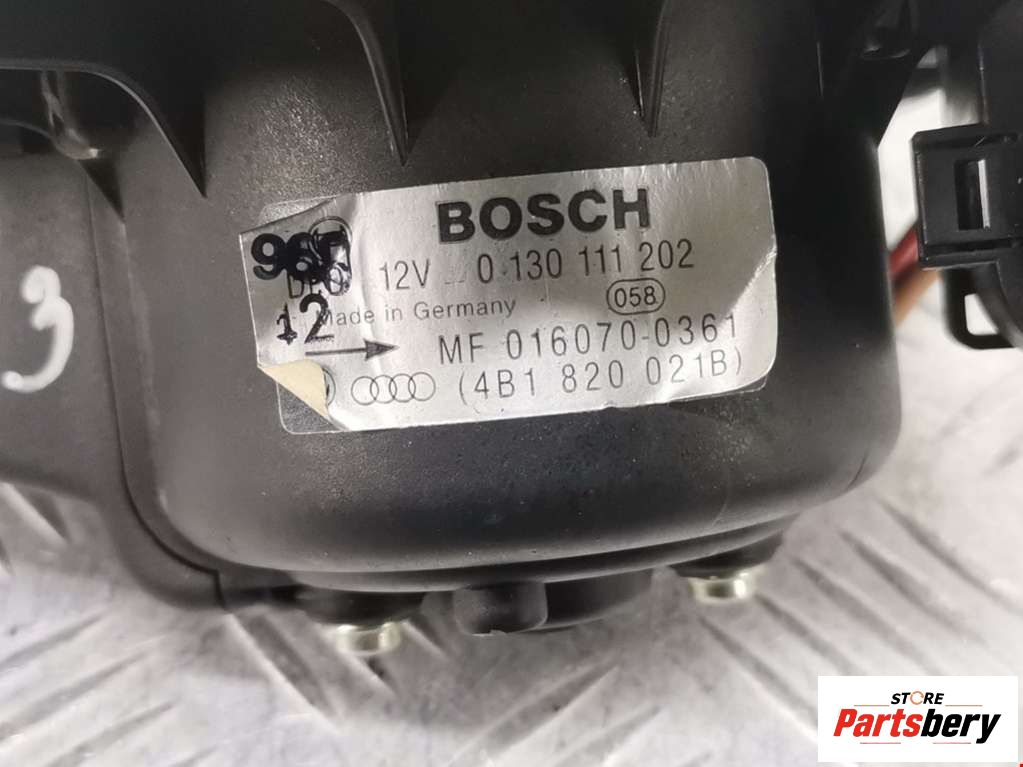 BOSCH
12V 0 130 111 202
12
Made in Germany 058
MF 016070-0361
(4B1 820 021B)
3
STORE
Partsbery